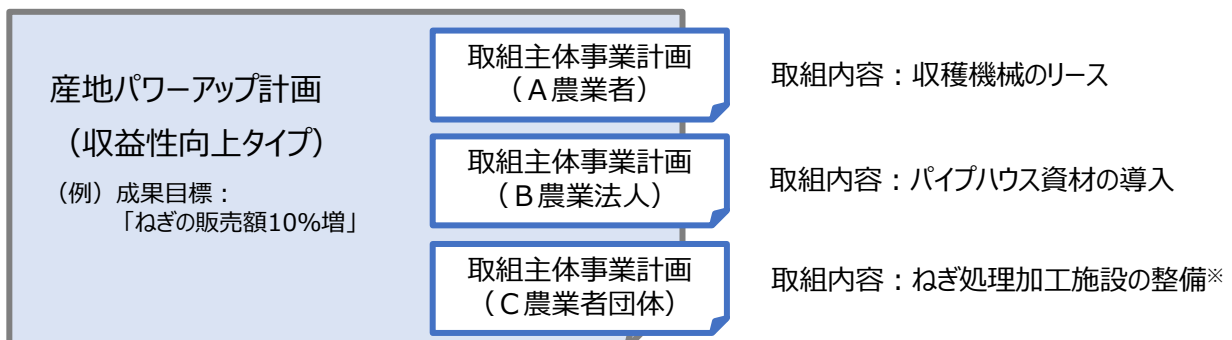 産地パワーアップ計画
（収益性向上タイプ）
（例）成果目標：
「ねぎの販売額10%増」
取組主体事業計画
（Ａ農業者）
取組内容：収穫機械のリース
取組主体事業計画
（Ｂ農業法人）
取組内容：パイプハウス資材の導入
取組主体事業計画
（Ｃ農業者団体）
取組内容：ねぎ処理加工施設の整備※